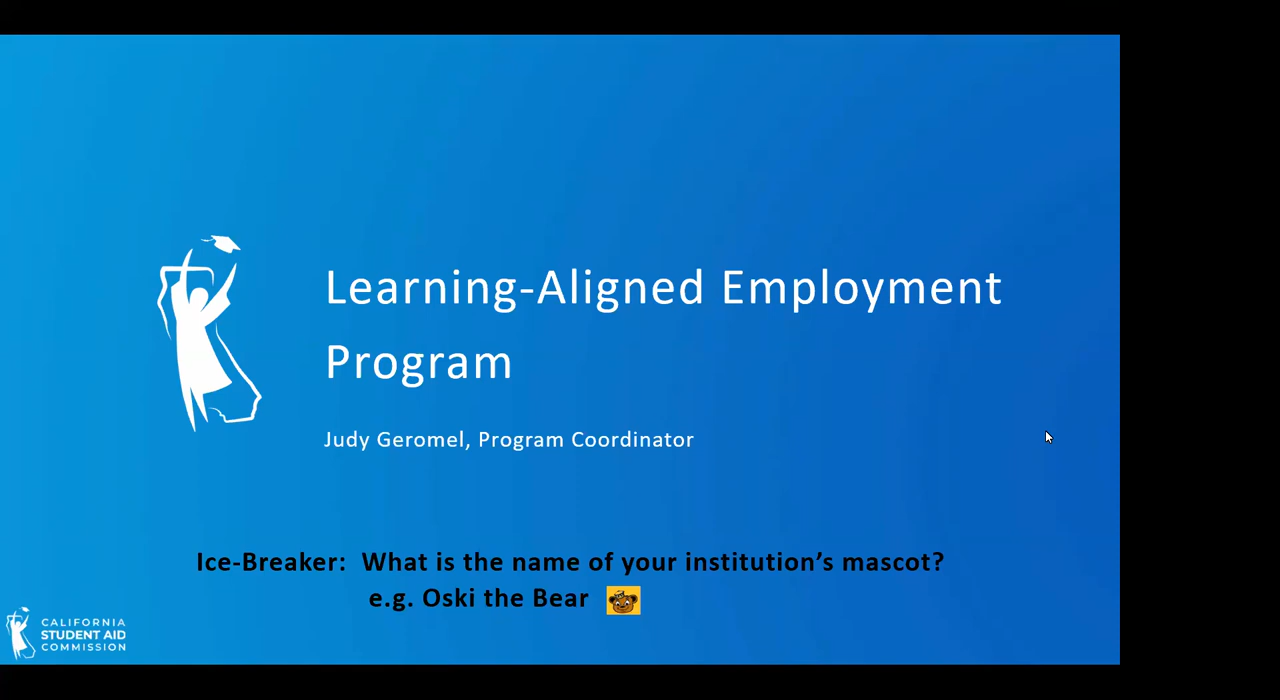 Learning-Aligned Employment
Program
Judy Geromel, Program Coordinator
Ice-Breaker:  What is the name of your institution’s mascot?
e.g. Oski the Bear
CALIFORNIA
STUDENT AID
COMMISSION